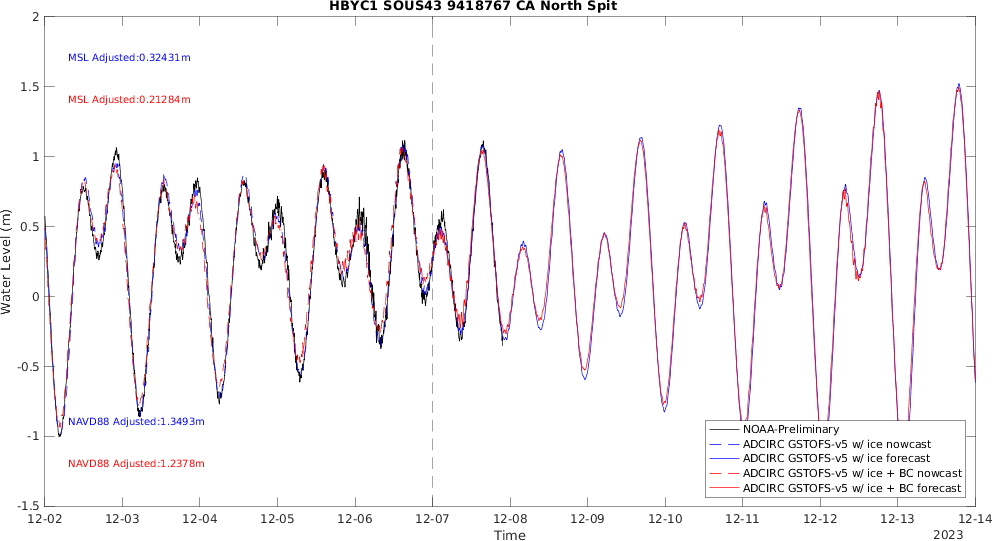 HBYC1 SOUS43 9418767 CA North Spit
2
1.5
1
0.5
0
-0.5
-1
-1.5
Water Level (m)
MSL Adjusted:0.32431m
MSL Adjusted:0.21284m
NAVD88 Adjusted:1.3493m
NAVD88 Adjusted:1.2378m
NOAA-Preliminary
ADCIRC GSTOFS-v5 w/ ice nowcast
ADCIRC GSTOFS-v5 w/ ice forecast
ADCIRC GSTOFS-v5 w/ ice + BC nowcast
ADCIRC GSTOFS-v5 w/ ice + BC forecast
12-02 12-03 12-04 12-05 12-06 12-07 12-08 12-09 12-10 12-11 12-12 12-13 12-14
Time
2023